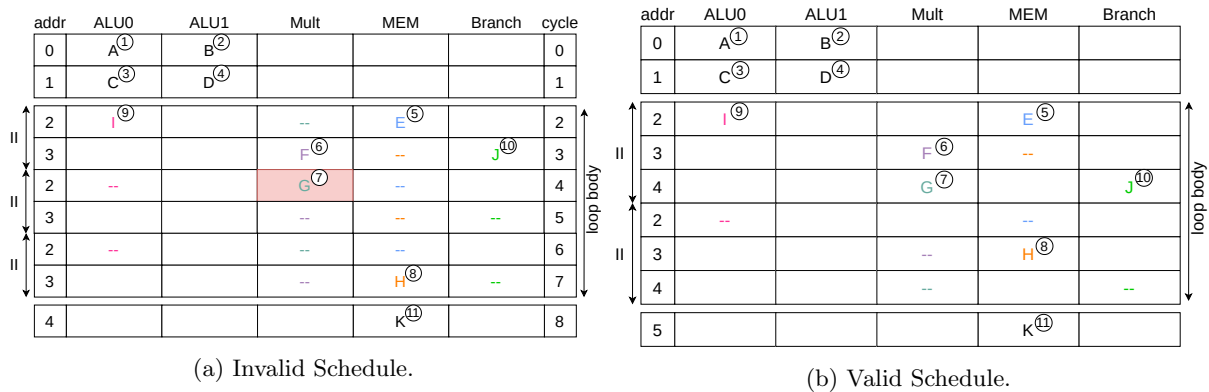 addr ALU0 ALU1 Mult MEM Branch cycle
0 A① B② 0
1 C③ D④ 1
2 I⑨ -- E⑤ 2
3 F⑥ -- J⑩ 3
2 -- G⑦ -- 4
3 -- -- -- 5
2 -- -- -- 6
3 -- H⑧ -- 7
4 K⑪ 8
II
II
II
loop body
(a) Invalid Schedule.
addr ALU0 ALU1 Mult MEM Branch
0 A① B②
1 C③ D④
2 I⑨ E⑤
3 F⑥ --
4 G⑦ J⑩
2 -- --
3 -- H⑧
4 -- --
5 K⑪
II
II
loop body
(b) Valid Schedule.